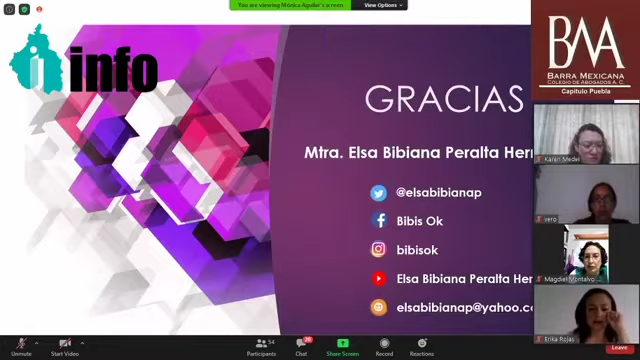 You are viewing Mónica Aguilar's screen
View Options
info
BMA
BARRA MEXICANA
COLEGIO DE ABOGADOS A. C.
Capítulo Puebla
GRACIAS
Mtra. Elsa Bibiana Peralta Her
@elsabibianap
Bibis Ok
bibisok
Elsa Bibiana Peralta Her
elsabibianap@yahoo.c
Karen Medel
vero
Magdiel Montalvo...
Erika Rojas
Unmute
Start Video
54
Participants
Chat
Share Screen
Record
Reactions
Leave